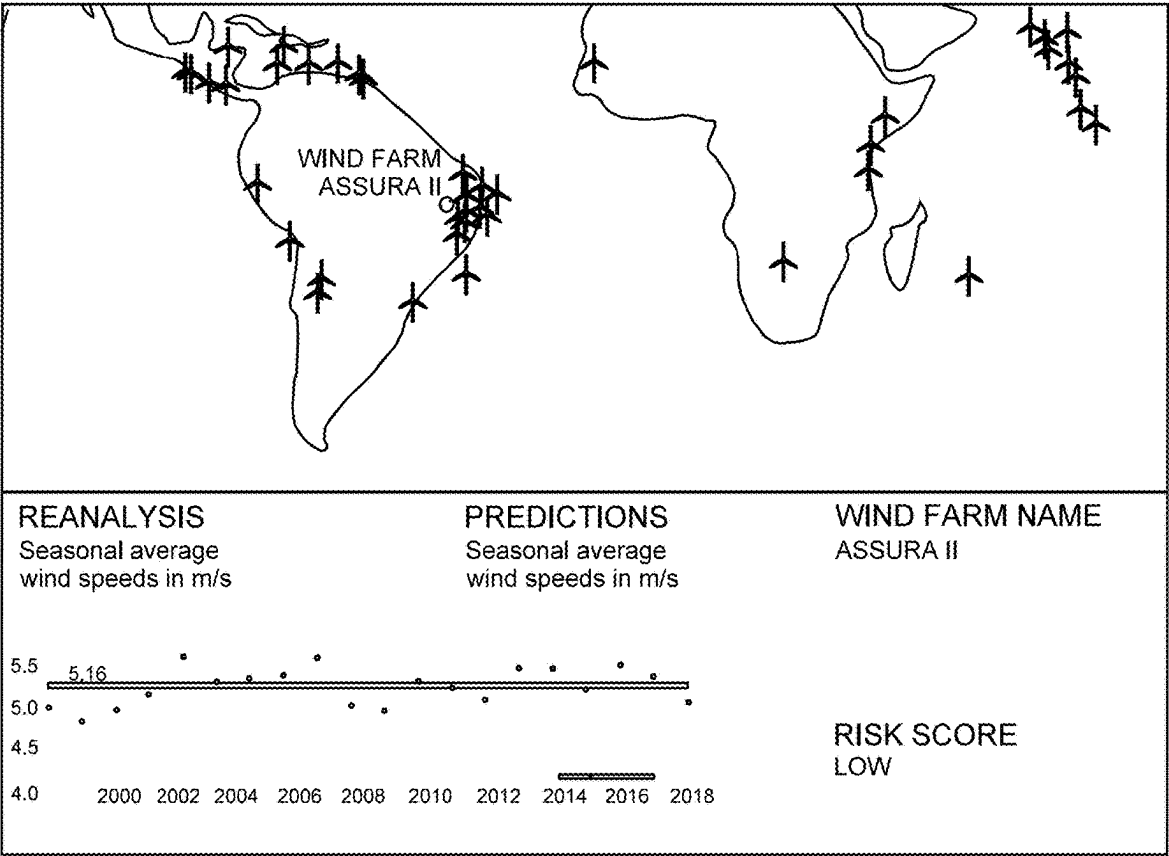 WIND FARM
ASSURA II
REANALYSIS
Seasonal average
wind speeds in m/s
PREDICTIONS
Seasonal average
wind speeds in m/s
WIND FARM NAME
ASSURA II
5.5
5.16
5.0
4.5
4.0
2000 2002 2004 2006 2008 2010 2012 2014 2016 2018
RISK SCORE
LOW